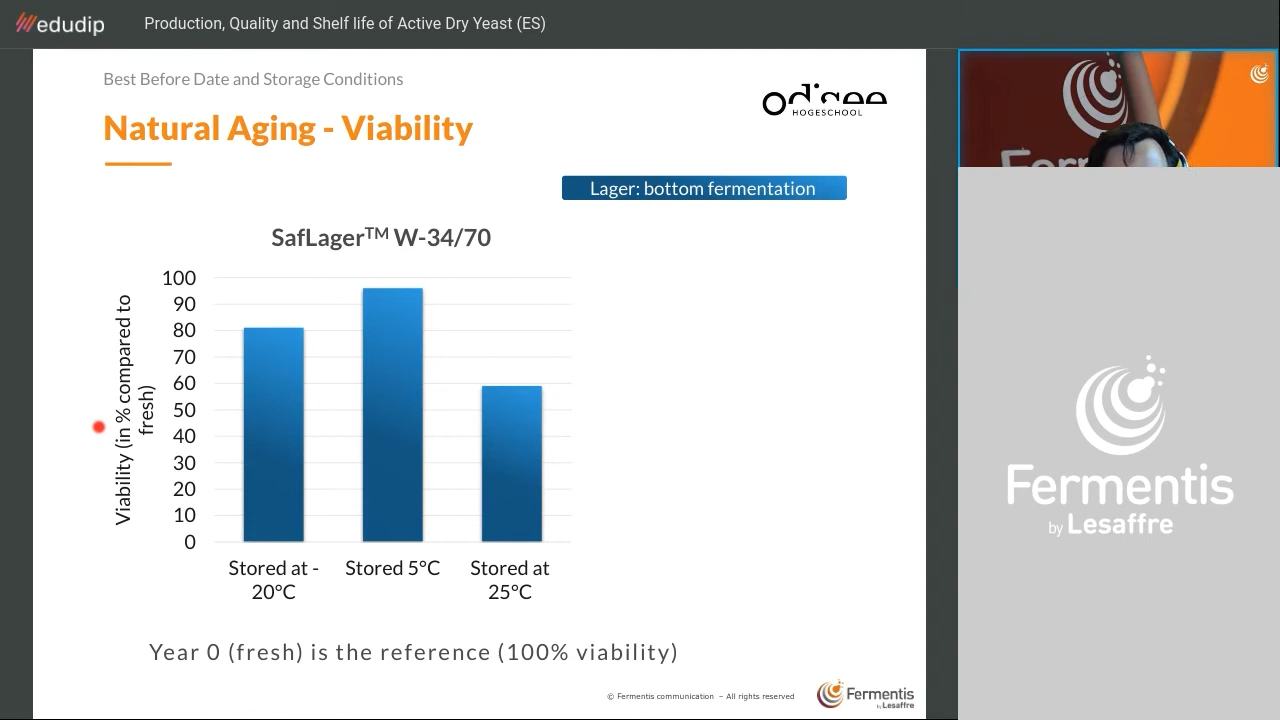 edudip
Production, Quality and Shelf life of Active Dry Yeast (ES)
Best Before Date and Storage Conditions
Natural Aging - Viability
odisee
HOGESCHOOL
Lager: bottom fermentation
SafLager™ W-34/70
Viability (in % compared to
fresh)
100
90
80
70
60
50
40
30
20
10
0
Stored at -
20°C
Stored 5°C
Stored at
25°C
Year 0 (fresh) is the reference (100% viability)
© Fermentis communication – All rights reserved
Fermentis
by Lesaffre
Fermentis
by Lesaffre